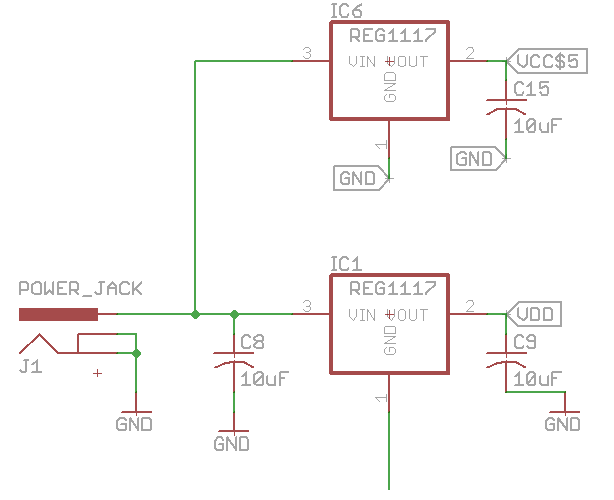 IC6
REG1117
3 VIN VOUT 2
GND
1
VCC$5
C15
10uF
GND
GND
IC1
REG1117
3 VIN VOUT 2
GND
1
VDD
C9
10uF
GND
POWER_JACK
J1
+
GND
C8
10uF
GND